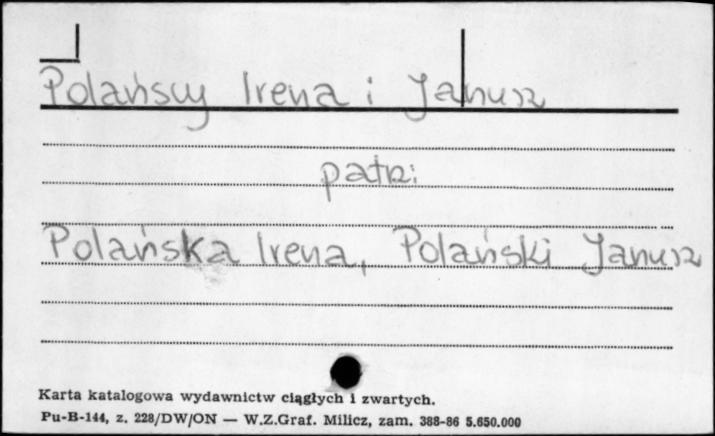 Polańscy Irena i Janusz
patrz:
Polańska Irena, Polański Janusz
Karta katalogowa wydawnictw ciągłych i zwartych.
Pu-B-144, z. 228/DW/ON — W.Z.Graf. Milicz, zam. 388-86 5.650.000